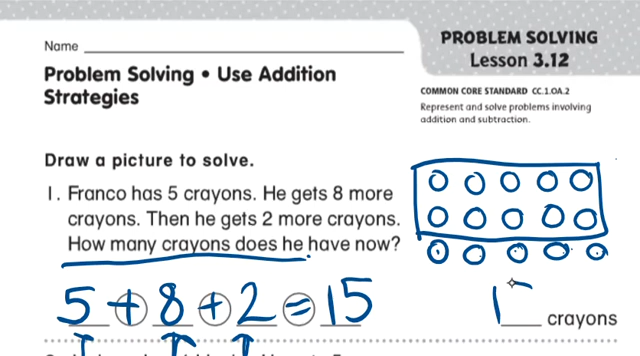 PROBLEM SOLVING
Lesson 3.12
Name
COMMON CORE STANDARD CC.1.OA.2
Represent and solve problems involving
addition and subtraction.
Problem Solving • Use Addition
Strategies
Draw a picture to solve.
1. Franco has 5 crayons. He gets 8 more
crayons. Then he gets 2 more crayons.
How many crayons does he have now?
5 + 8 + 2 = 15
crayons